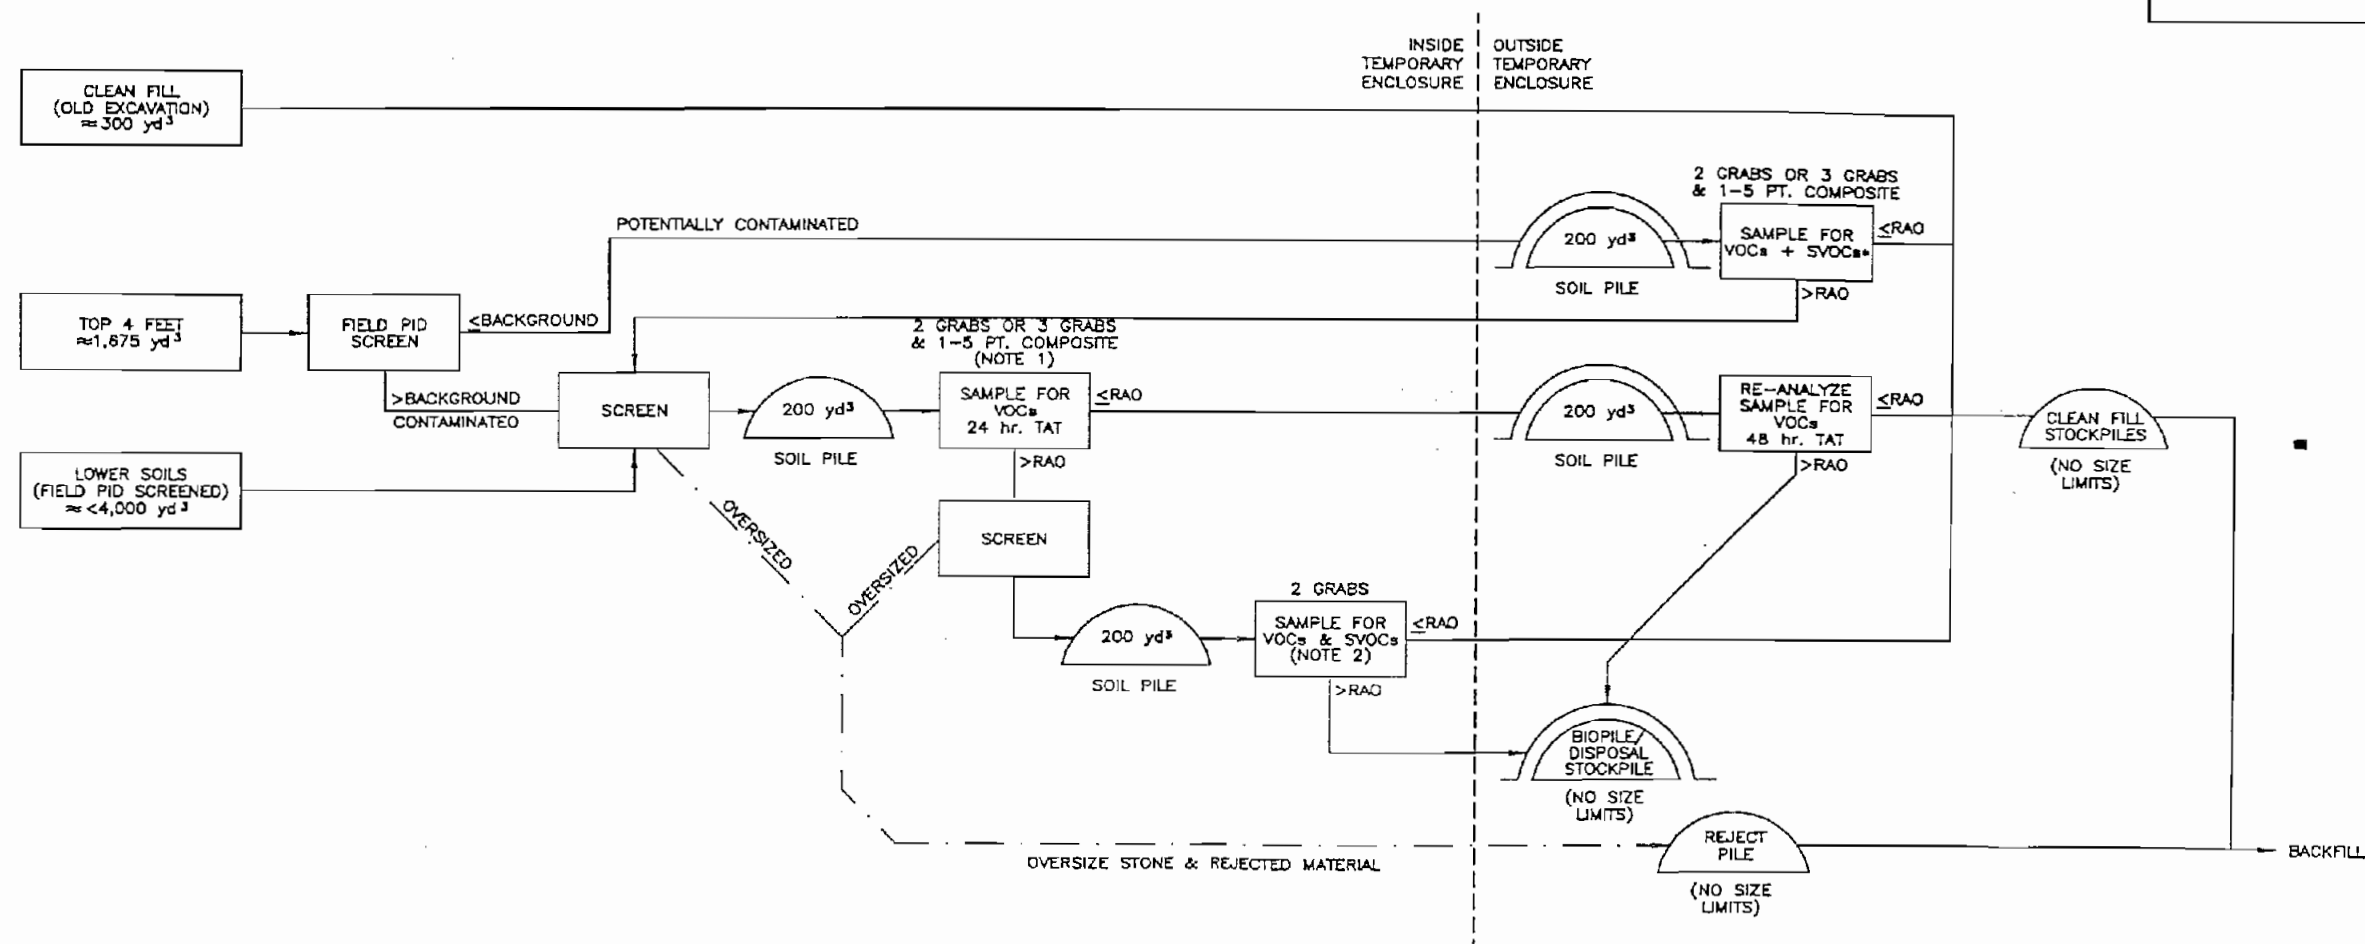 INSIDE
TEMPORARY
ENCLOSURE
OUTSIDE
TEMPORARY
ENCLOSURE
CLEAN FILL
(OLD EXCAVATION)
≈300 yd³
2 GRABS OR 3 GRABS
& 1-5 PT. COMPOSITE
POTENTIALLY CONTAMINATED
200 yd³
SOIL PILE
SAMPLE FOR
VOCs + SVOCs*
≤RAO
>RAO
TOP 4 FEET
≈1,675 yd³
FIELD PID
SCREEN
≤BACKGROUND
>BACKGROUND
CONTAMINATED
2 GRABS OR 3 GRABS
& 1-5 PT. COMPOSITE
(NOTE 1)
SCREEN
200 yd³
SOIL PILE
SAMPLE FOR
VOCs
24 hr. TAT
≤RAO
>RAO
200 yd³
SOIL PILE
RE-ANALYZE
SAMPLE FOR
VOCs
48 hr. TAT
≤RAO
>RAO
CLEAN FILL
STOCKPILES
(NO SIZE
LIMITS)
LOWER SOILS
(FIELD PID SCREENED)
≈<4,000 yd³
OVERSIZED
OVERSIZED
SCREEN
200 yd³
SOIL PILE
2 GRABS
SAMPLE FOR
VOCs & SVOCs
(NOTE 2)
≤RAO
>RAO
BIOPILE/
DISPOSAL
STOCKPILE
(NO SIZE
LIMITS)
OVERSIZE STONE & REJECTED MATERIAL
REJECT
PILE
(NO SIZE
LIMITS)
BACKFILL